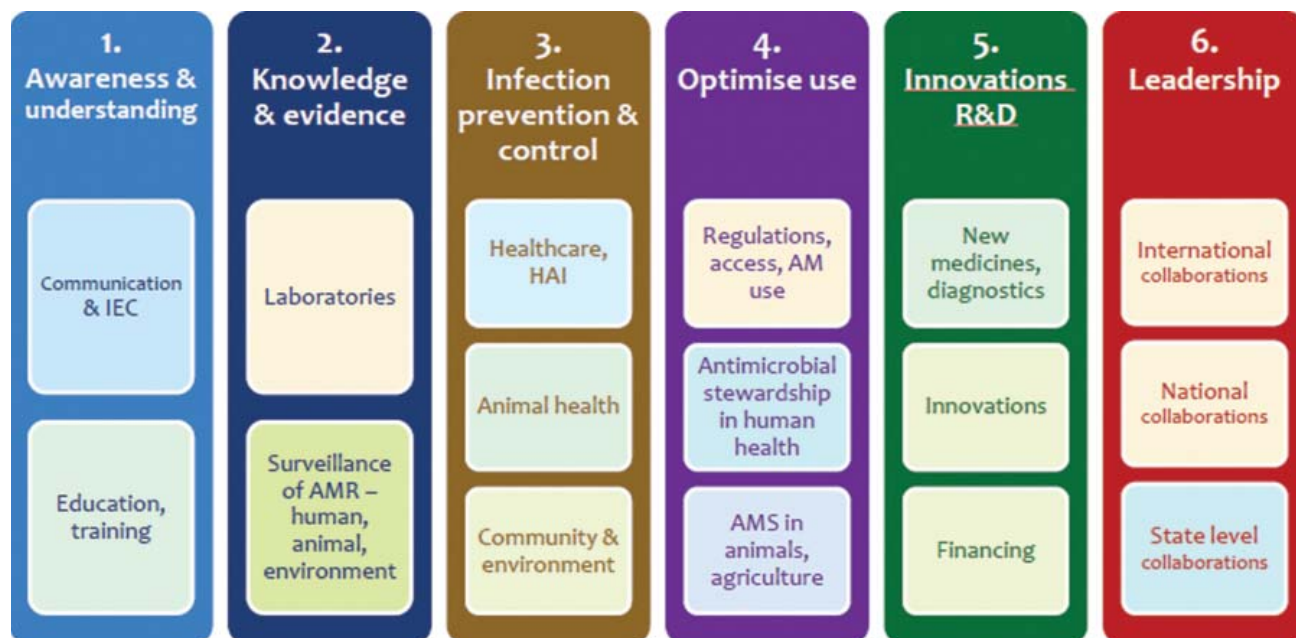 1.
Awareness &
understanding
Communication
& IEC
Education,
training
2.
Knowledge
& evidence
Laboratories
Surveillance
of AMR –
human,
animal,
environment
3.
Infection
prevention &
control
Healthcare,
HAI
Animal health
Community &
environment
4.
Optimise use
Regulations,
access, AM
use
Antimicrobial
stewardship
in human
health
AMS in
animals,
agriculture
5.
Innovations
R&D
New
medicines,
diagnostics
Innovations
Financing
6.
Leadership
International
collaborations
National
collaborations
State level
collaborations